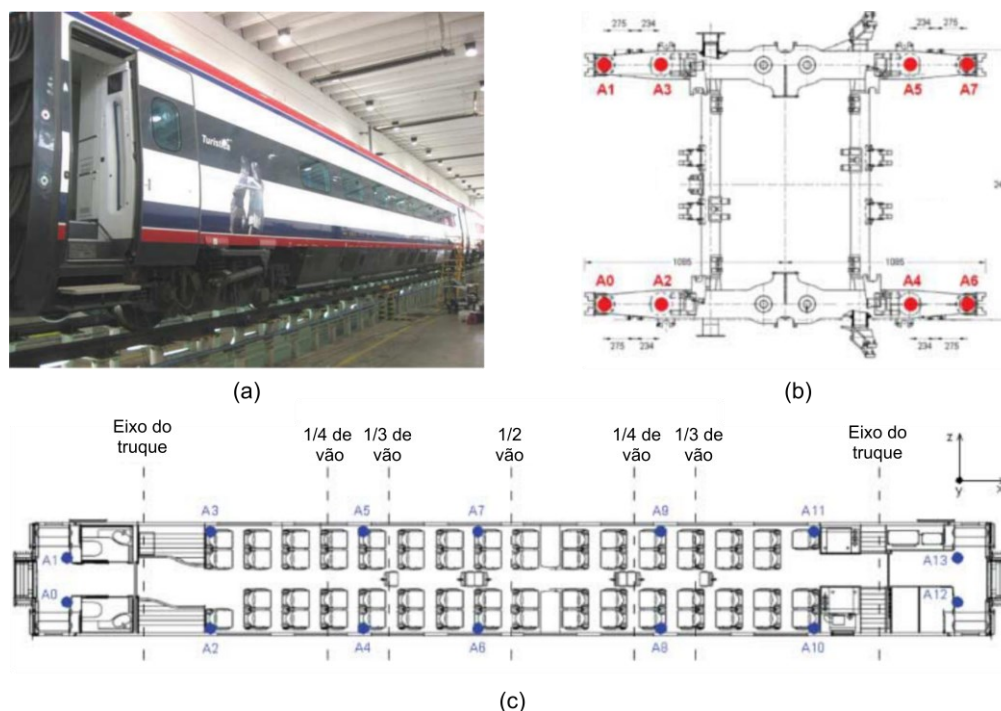 Turística
(a)
275 234
234 275
A1 A3
A5 A7
1085
1085
A0 A2
A4 A6
275 234
234 275
(b)
Eixo do
truque
1/4 de
vão
1/3 de
vão
1/2
vão
1/4 de
vão
1/3 de
vão
Eixo do
truque
z
y
x
A3
A5
A7
A9
A11
A1
A13
A0
A12
A2
A4
A6
A8
A10
(c)